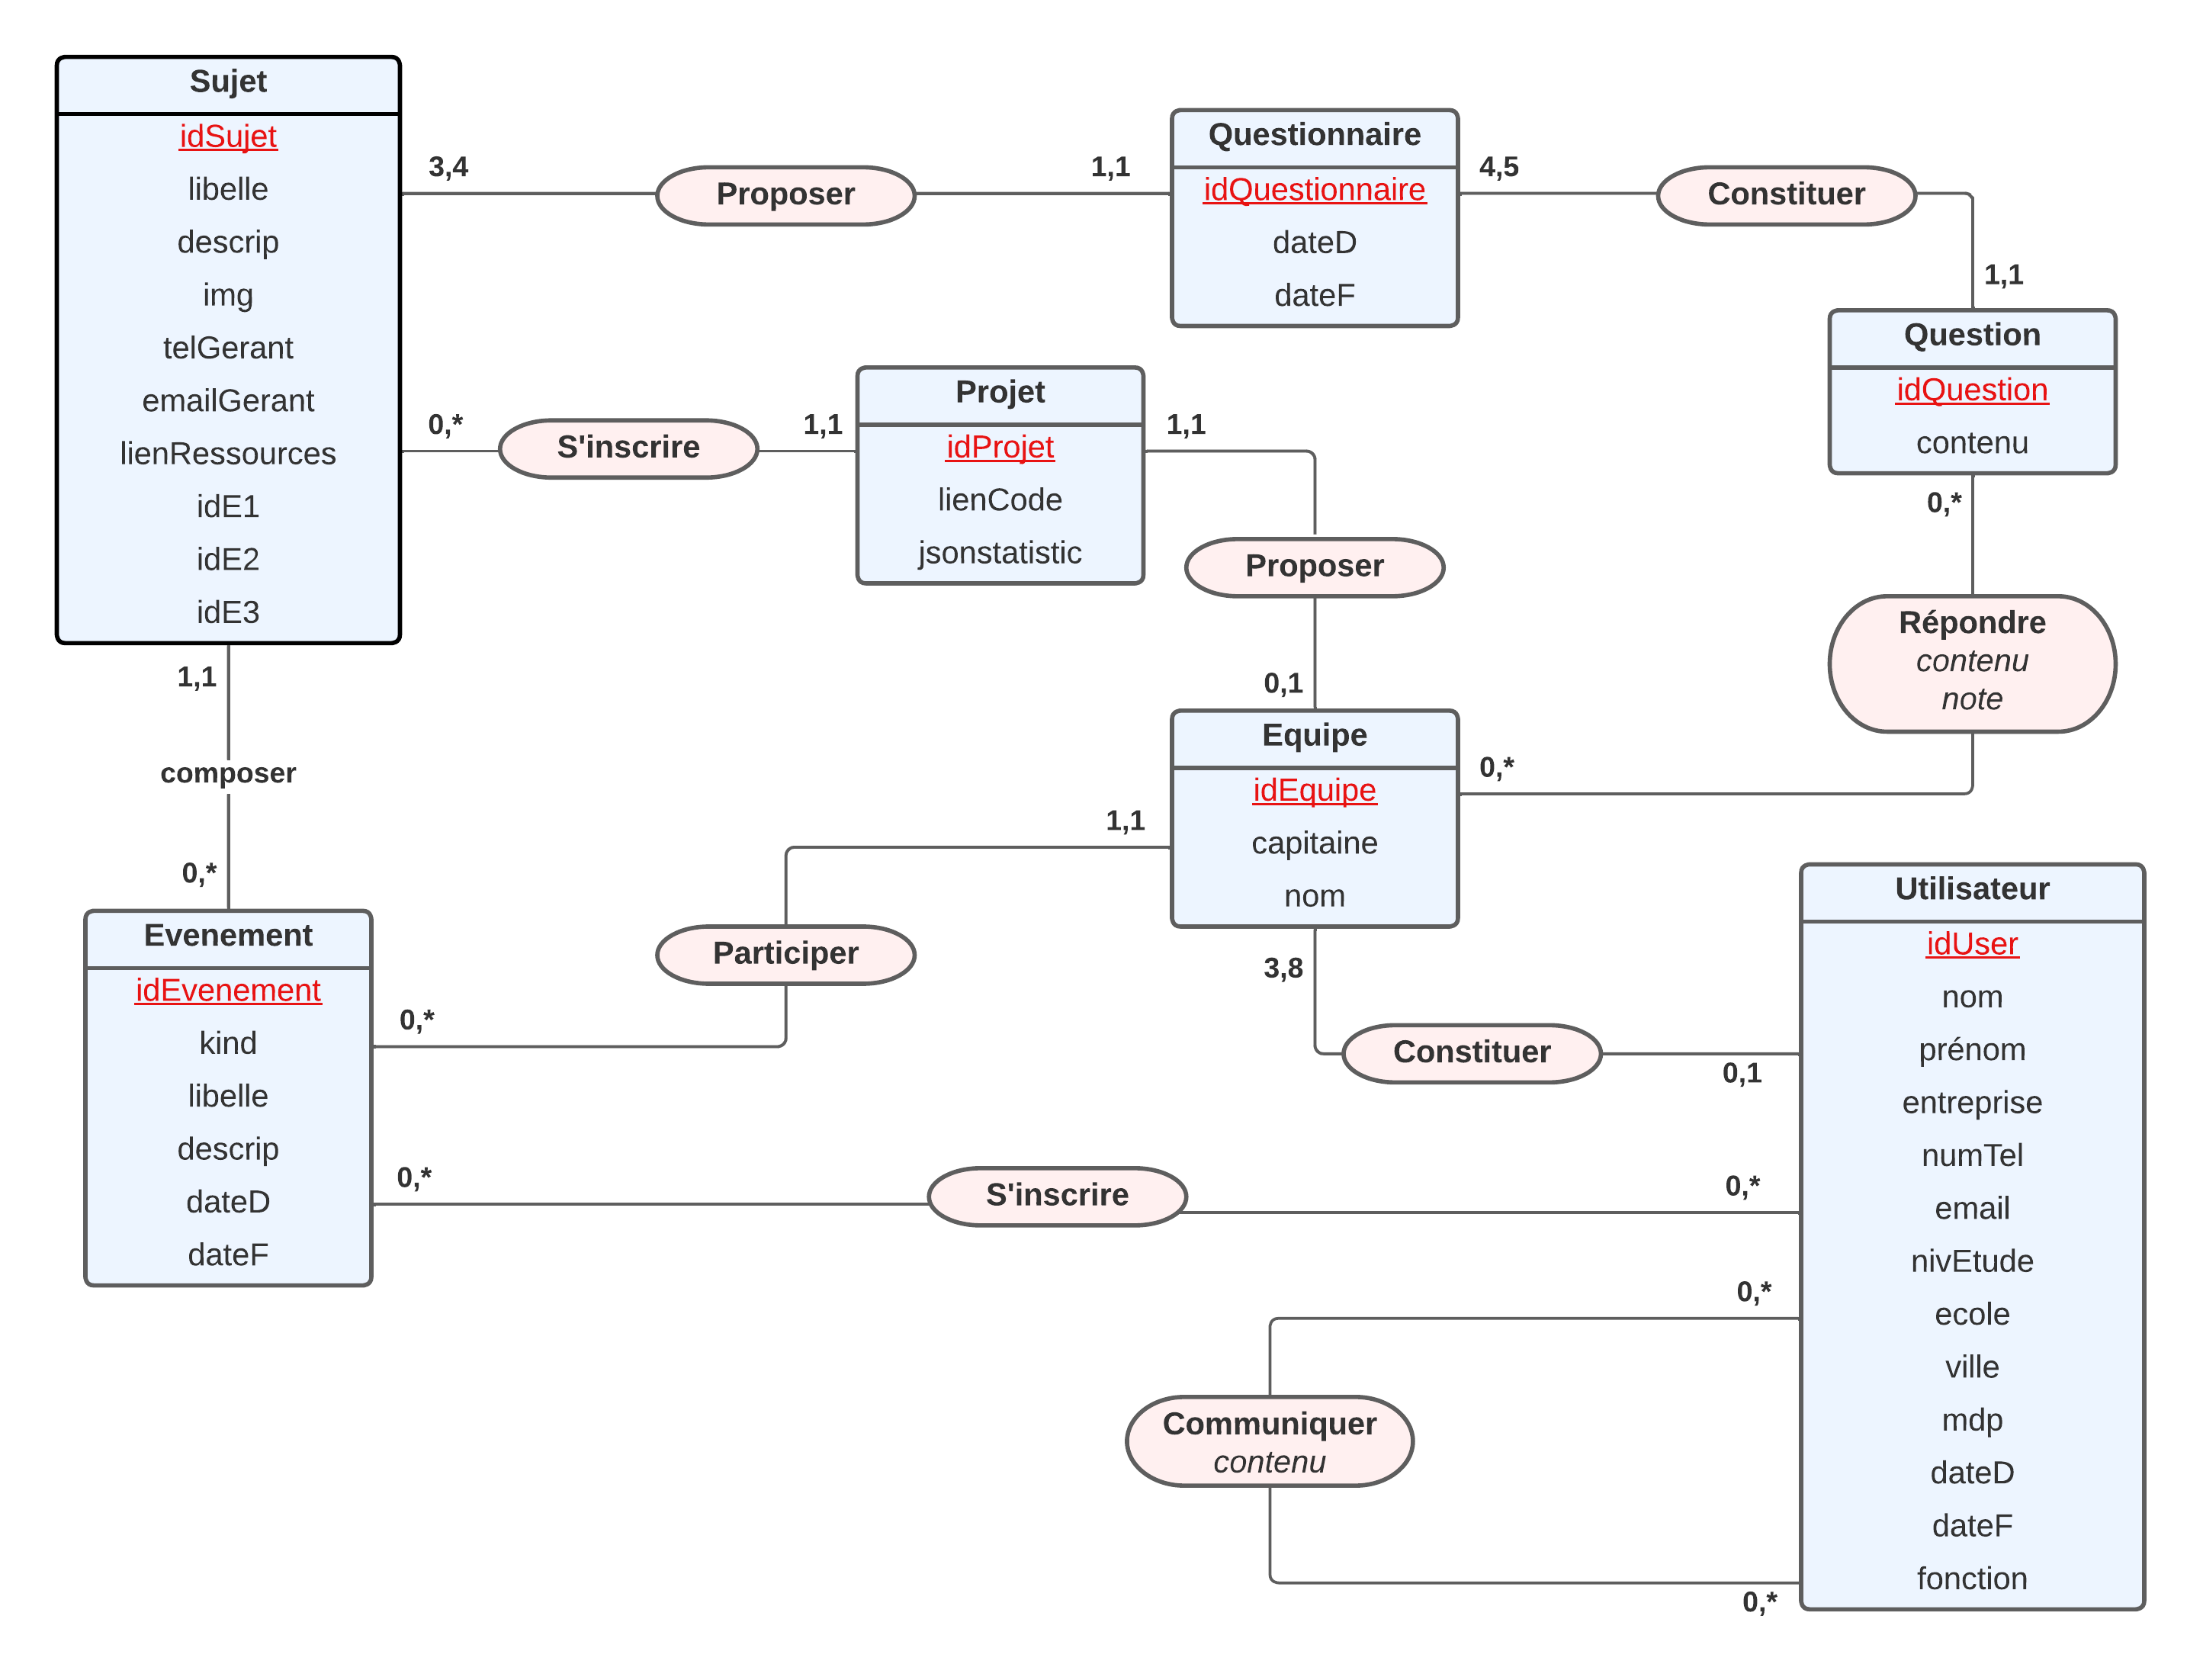 Sujet
idSujet
libelle
descrip
img
telGerant
emailGerant
lienRessources
idE1
idE2
idE3
3,4
Proposer
1,1
Questionnaire
idQuestionnaire
dateD
dateF
4,5
Constituer
1,1
Question
idQuestion
contenu
0,*
S'inscrire
1,1
Projet
idProjet
lienCode
jsonstatistic
1,1
Proposer
0,1
0,*
Répondre
contenu
note
Equipe
idEquipe
capitaine
nom
0,*
1,1
composer
0,*
Evenement
idEvenement
kind
libelle
descrip
dateD
dateF
1,1
Participer
0,*
3,8
Constituer
0,1
0,*
S'inscrire
0,*
Utilisateur
idUser
nom
prénom
entreprise
numTel
email
nivEtude
ecole
ville
mdp
dateD
dateF
fonction
0,*
Communiquer
contenu
0,*